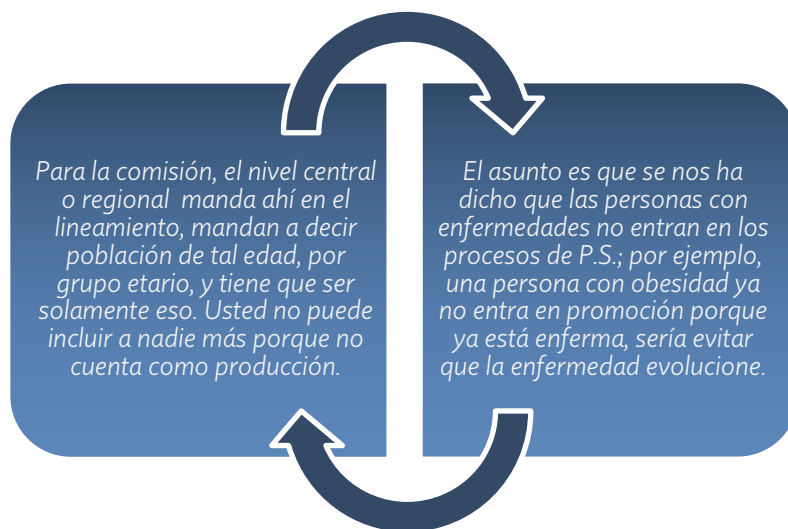 Para la comisión, el nivel central
o regional manda ahí en el
lineamiento, mandan a decir
población de tal edad, por
grupo etario, y tiene que ser
solamente eso. Usted no puede
incluir a nadie más porque no
cuenta como producción.
El asunto es que se nos ha
dicho que las personas con
enfermedades no entran en los
procesos de P.S.; por ejemplo,
una persona con obesidad ya
no entra en promoción porque
ya está enferma, sería evitar
que la enfermedad evolucione.